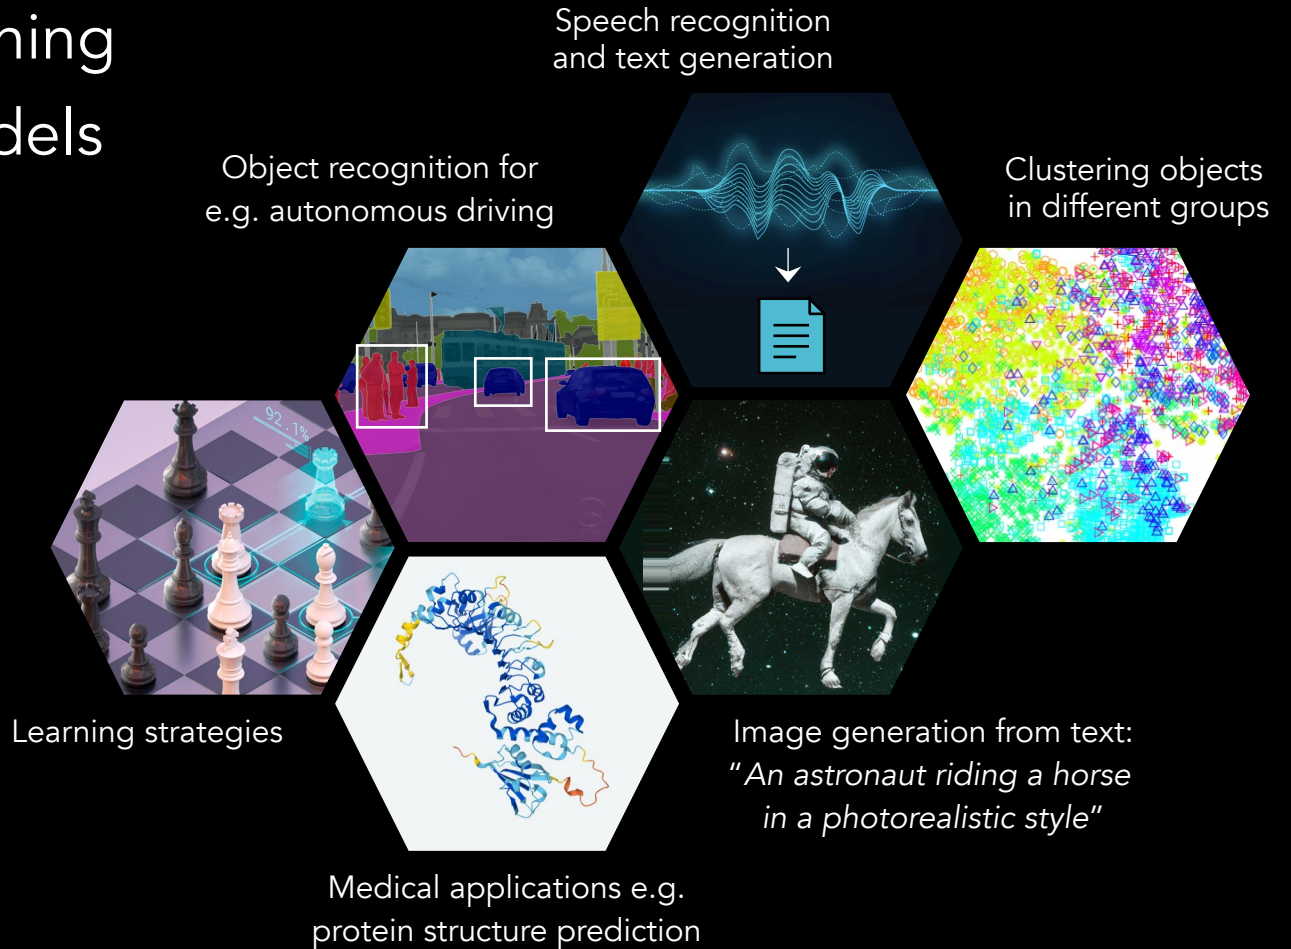 ning
dels
Speech recognition
and text generation
Object recognition for
e.g. autonomous driving
Clustering objects
in different groups
92.1%
Learning strategies
Image generation from text:
“An astronaut riding a horse
in a photorealistic style”
Medical applications e.g.
protein structure prediction